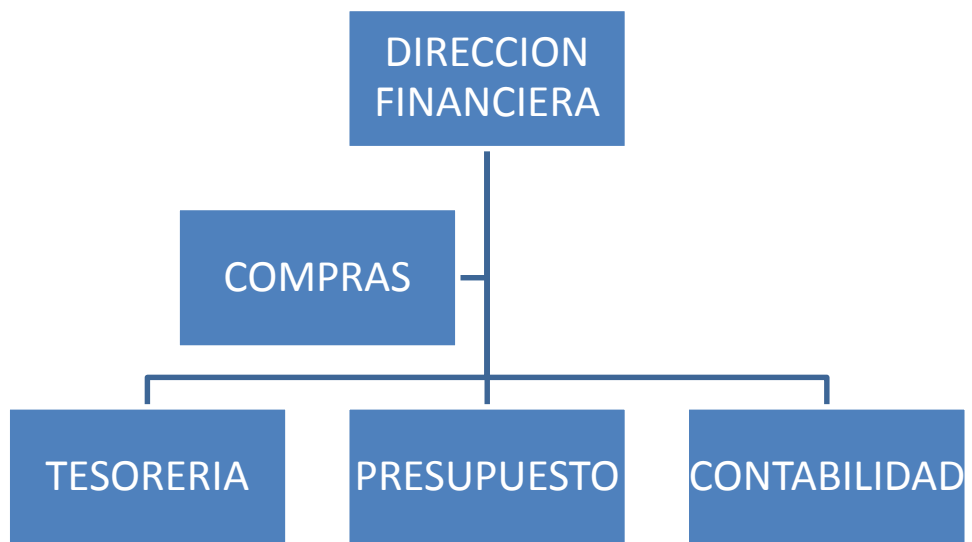 DIRECCION
FINANCIERA
COMPRAS
TESORERIA
PRESUPUESTO
CONTABILIDAD